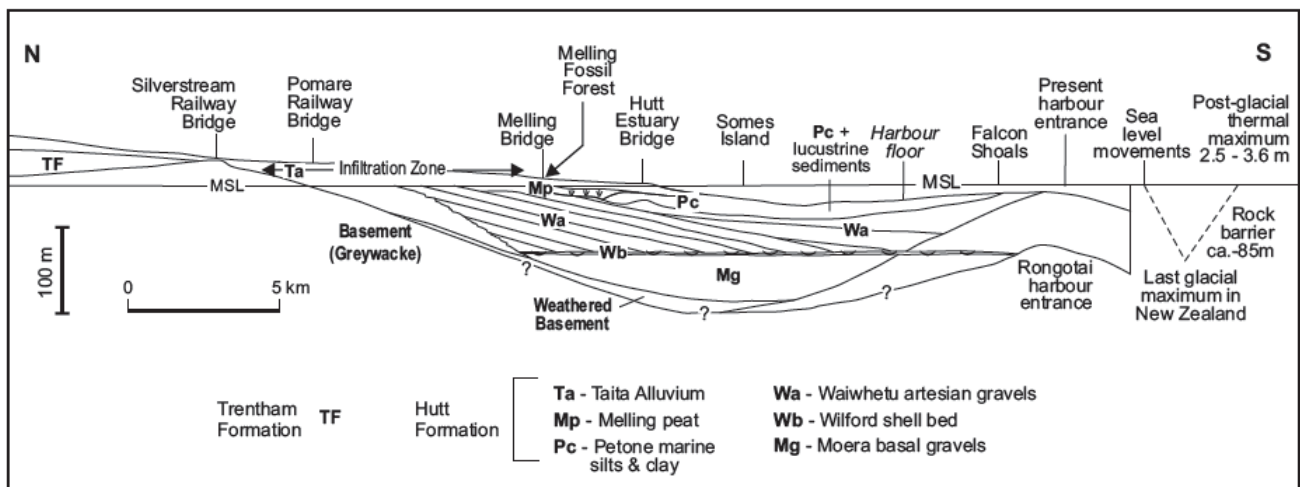 N
S
Silverstream
Railway
Bridge
Pomare
Railway
Bridge
Melling
Bridge
Melling
Fossil
Forest
Hutt
Estuary
Bridge
Somes
Island
Pc +
lucustrine
sediments
Harbour
floor
Falcon
Shoals
Present
harbour
entrance
Sea
level
movements
Post-glacial
thermal
maximum
2.5 - 3.6 m
TF
MSL
Ta
Infiltration Zone
Mp
Pc
MSL
Wa
Wa
Wb
Mg
Basement
(Greywacke)
?
Weathered
Basement
?
?
Rongotai
harbour
entrance
Rock
barrier
ca.-85m
Last glacial
maximum in
New Zealand
100 m
0
5 km
Trentham
Formation
TF
Hutt
Formation
Ta - Taita Alluvium
Mp - Melling peat
Pc - Petone marine
silts & clay
Wa - Waiwhetu artesian gravels
Wb - Wilford shell bed
Mg - Moera basal gravels